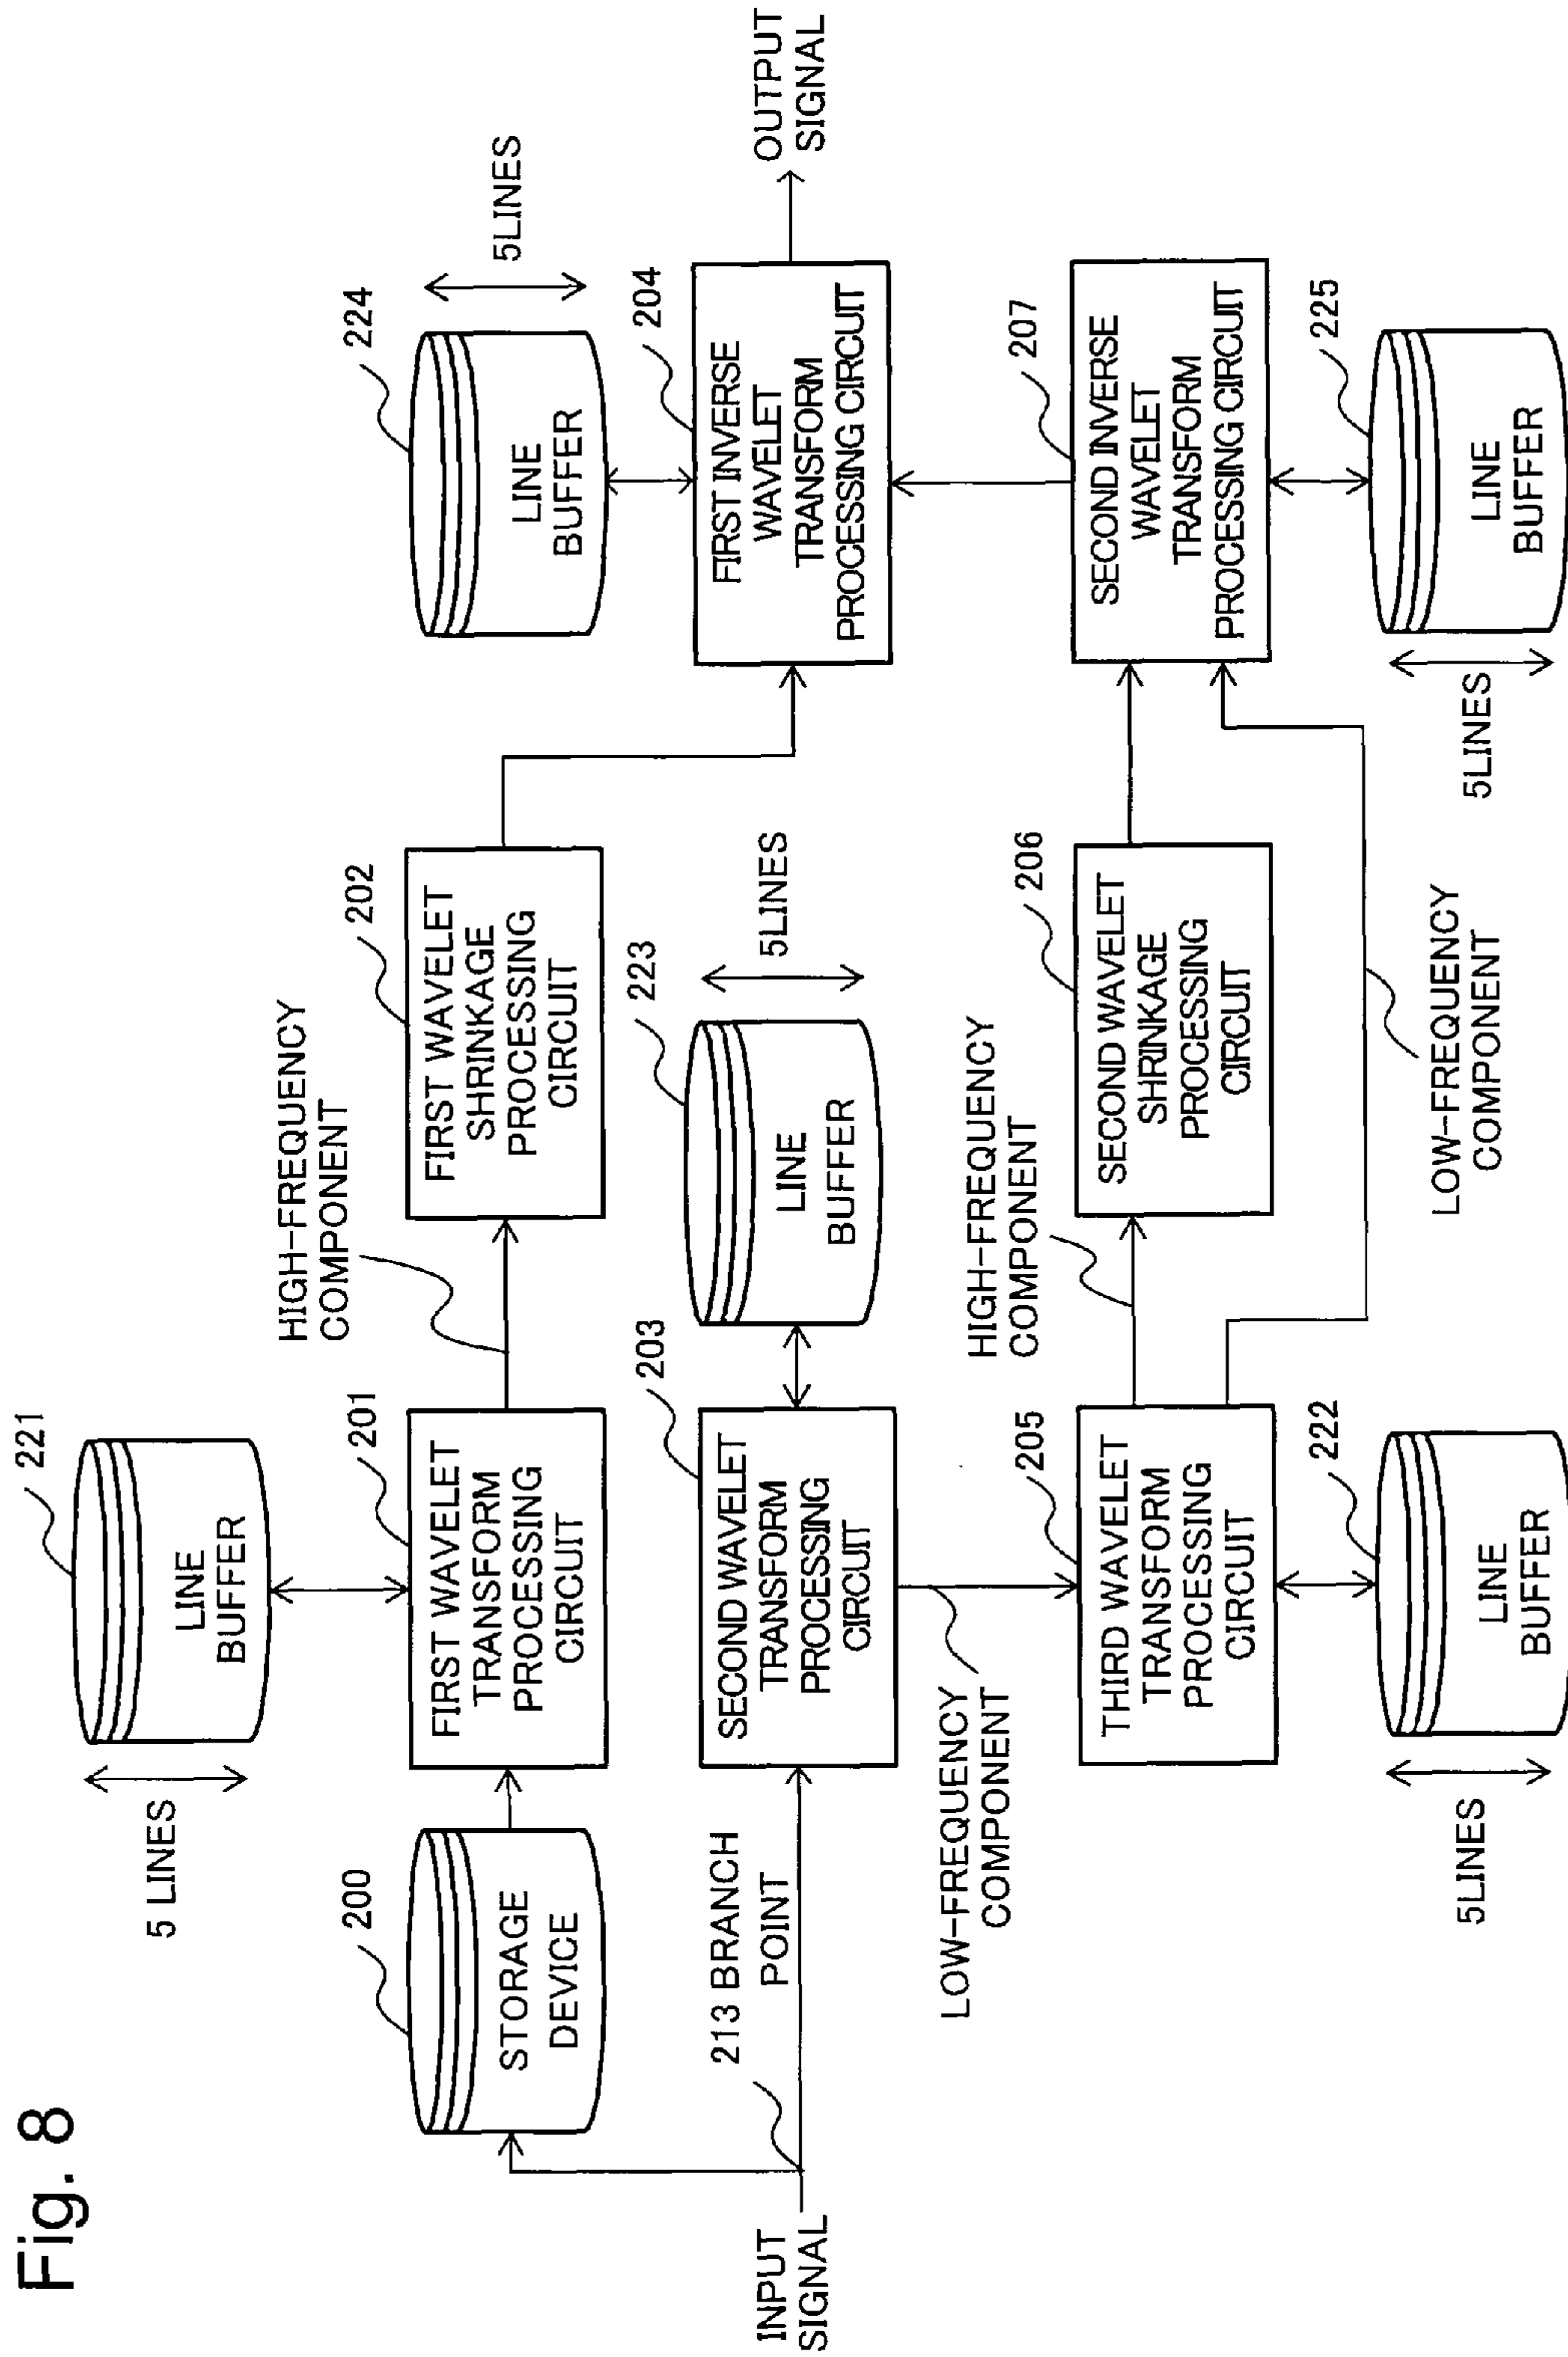 Fig. 8
221
5 LINES
LINE
BUFFER
224
5LINES
LINE
BUFFER
200
STORAGE
DEVICE
201
FIRST WAVELET
TRANSFORM
PROCESSING
CIRCUIT
HIGH-FREQUENCY
COMPONENT
202
FIRST WAVELET
SHRINKAGE
PROCESSING
CIRCUIT
204
FIRST INVERSE
WAVELET
TRANSFORM
PROCESSING CIRCUIT
OUTPUT
SIGNAL
INPUT
SIGNAL
213 BRANCH
POINT
203
SECOND WAVELET
TRANSFORM
PROCESSING
CIRCUIT
223
LINE
BUFFER
5LINES
LOW-FREQUENCY
COMPONENT
205
THIRD WAVELET
TRANSFORM
PROCESSING
CIRCUIT
HIGH-FREQUENCY
COMPONENT
206
SECOND WAVELET
SHRINKAGE
PROCESSING
CIRCUIT
207
SECOND INVERSE
WAVELET
TRANSFORM
PROCESSING CIRCUIT
222
5LINES
LINE
BUFFER
LOW-FREQUENCY
COMPONENT
225
5LINES
LINE
BUFFER